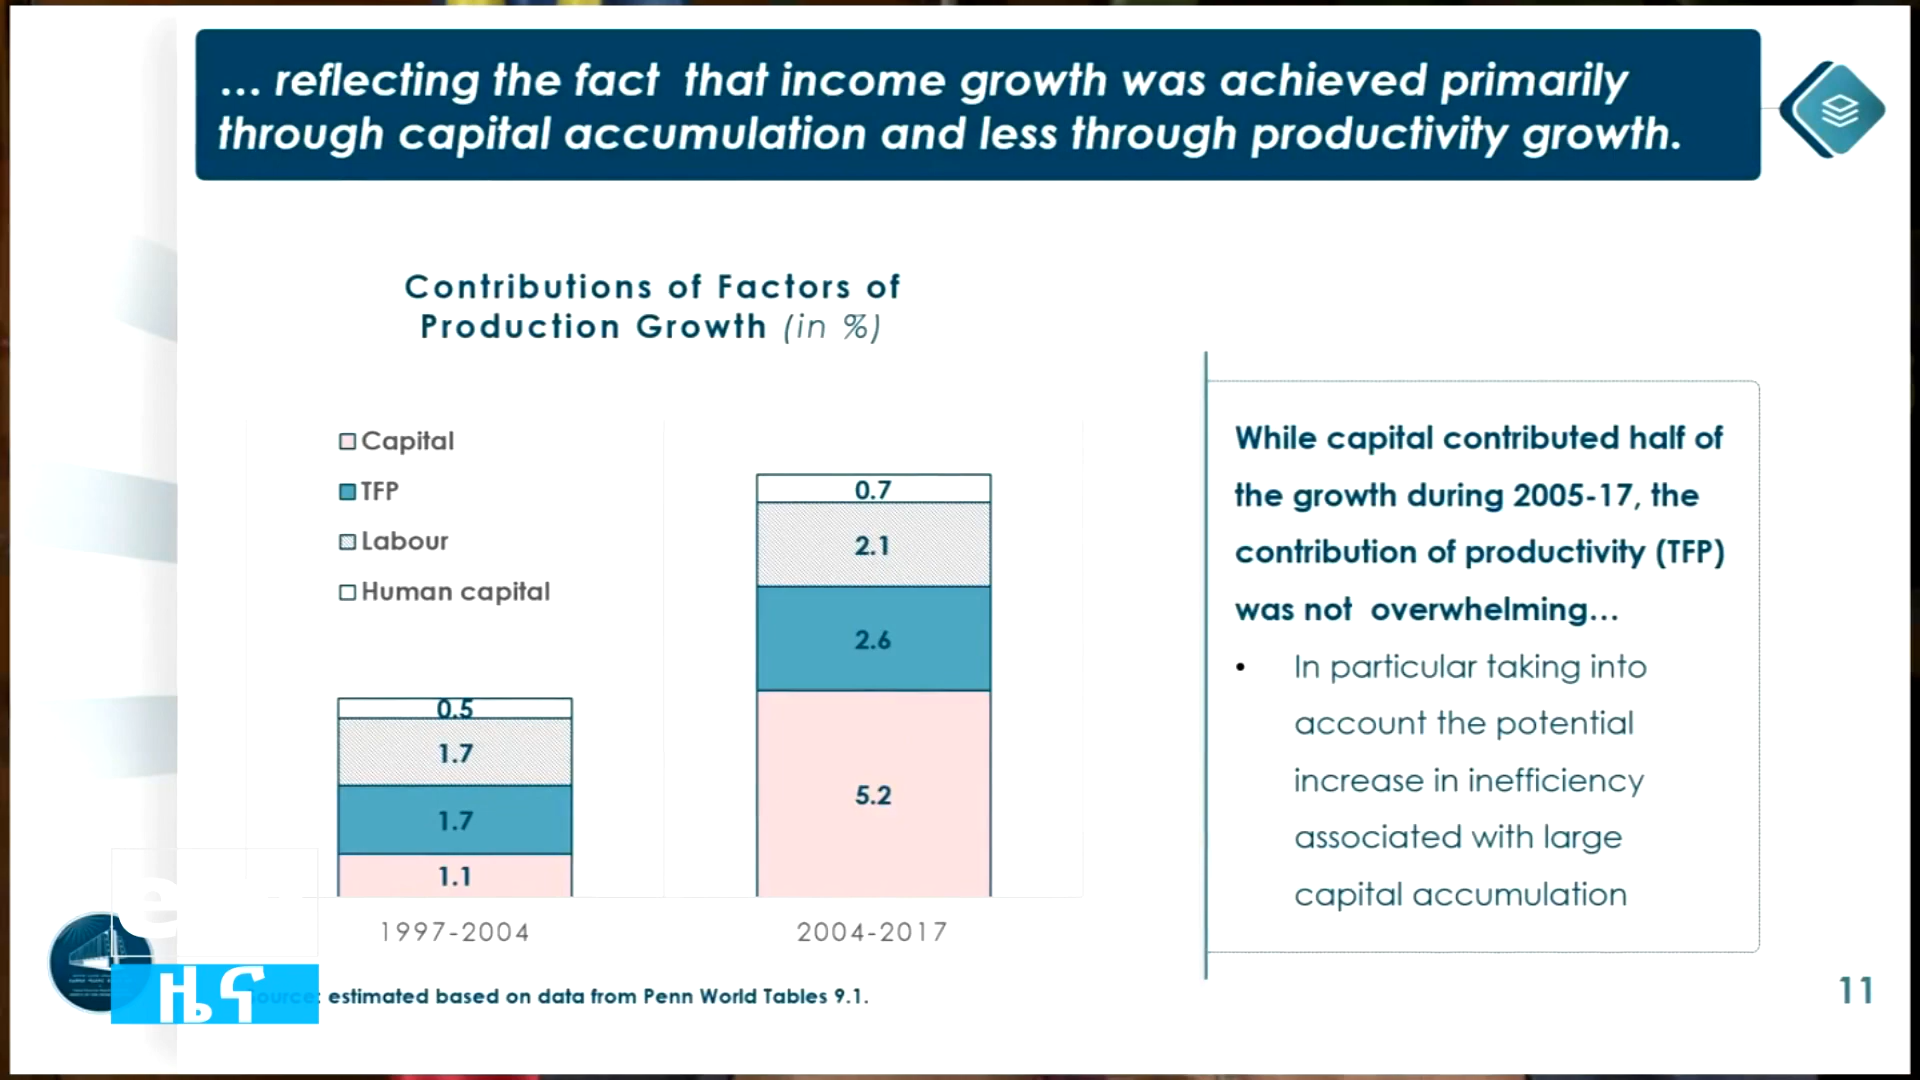 ... reflecting the fact that income growth was achieved primarily
through capital accumulation and less through productivity growth.
Contributions of Factors of
Production Growth (in %)
Capital
TFP
Labour
Human capital
0.5
1.7
1.7
1.1
1997-2004
0.7
2.1
2.6
5.2
2004-2017
While capital contributed half of
the growth during 2005-17, the
contribution of productivity (TFP)
was not overwhelming...
• In particular taking into
account the potential
increase in inefficiency
associated with large
capital accumulation
Source: estimated based on data from Penn World Tables 9.1.
ዜና
11